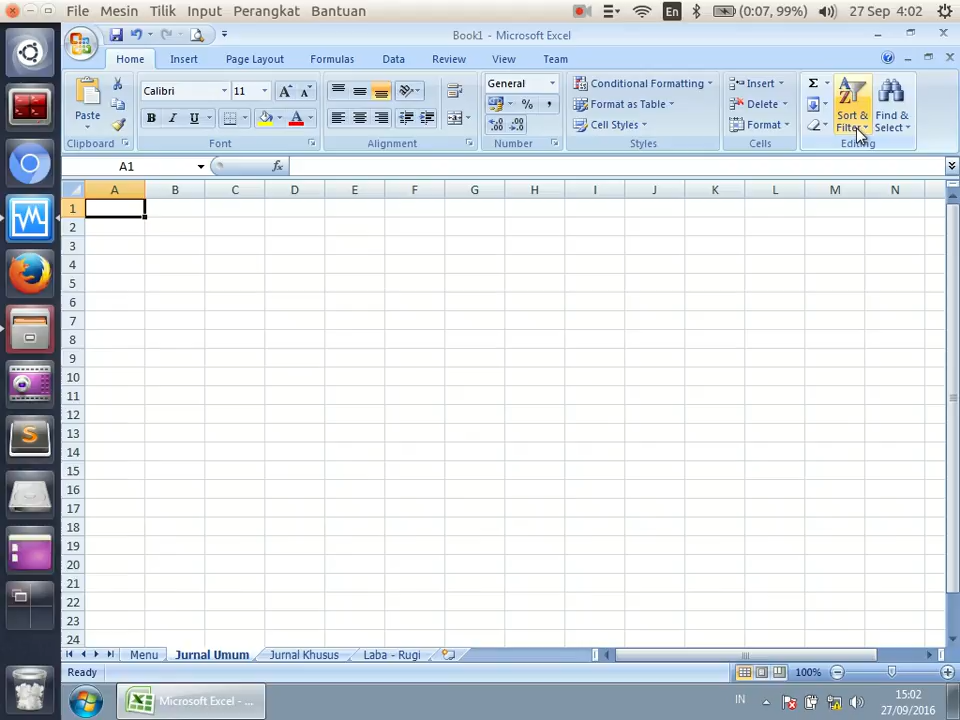 File Mesin Tilik Input Perangkat Bantuan En (0:07, 99%) 27 Sep 4:02
Book1 - Microsoft Excel
Home Insert Page Layout Formulas Data Review View Team
Paste
Calibri 11
B I U
General
% ,
Conditional Formatting
Format as Table
Cell Styles
Insert
Delete
Format
Σ
Sort & Filter
Find & Select
Clipboard Font Alignment Number Styles Cells Editing
A1 fx
A B C D E F G H I J K L M N
1
2
3
4
5
6
7
8
9
10
11
12
13
14
15
16
17
18
19
20
21
22
23
24
Menu Jurnal Umum Jurnal Khusus Laba - Rugi
Ready 100%
Microsoft Excel - ... IN 15:02
27/09/2016